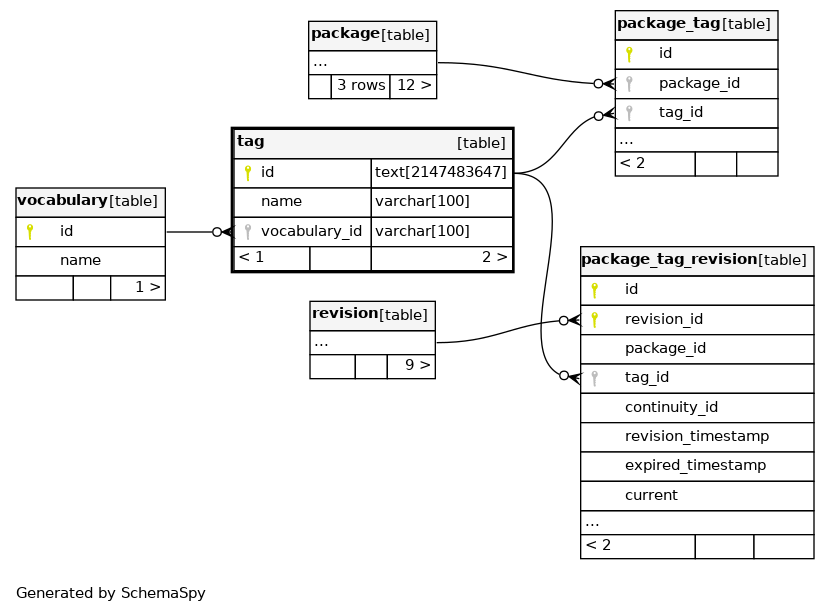 package[table]
...
3 rows 12 >
package_tag[table]
id
package_id
tag_id
...
< 2
tag [table]
id text[2147483647]
name varchar[100]
vocabulary_id varchar[100]
< 1 2 >
vocabulary[table]
id
name
1 >
revision[table]
...
9 >
package_tag_revision[table]
id
revision_id
package_id
tag_id
continuity_id
revision_timestamp
expired_timestamp
current
...
< 2
Generated by SchemaSpy